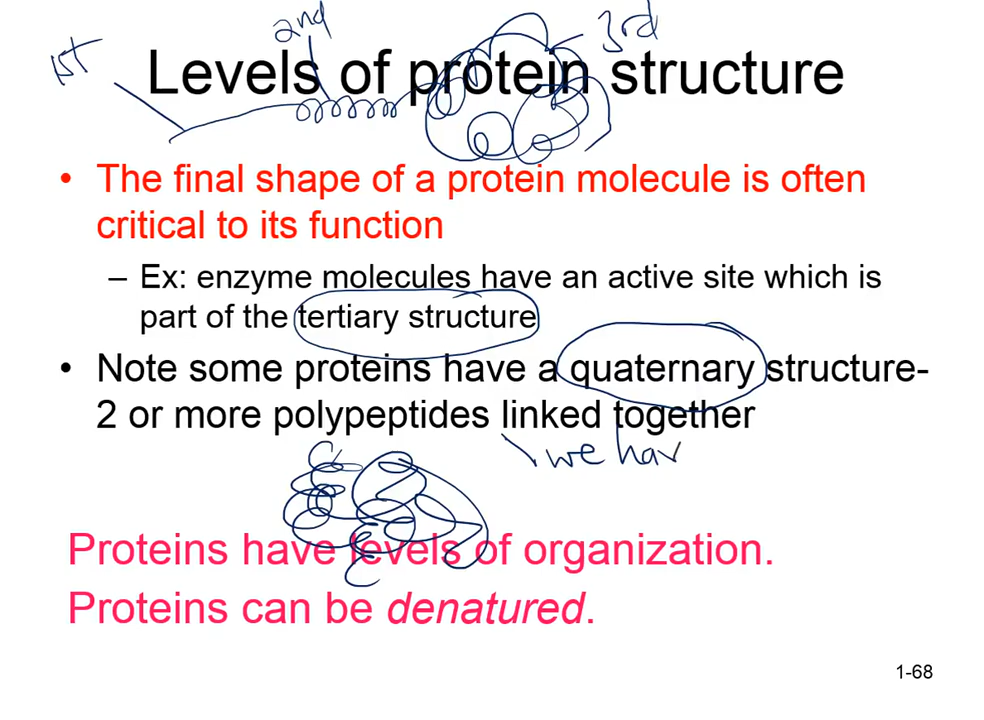 1st
2nd
3rd
Levels of protein structure
• The final shape of a protein molecule is often
critical to its function
– Ex: enzyme molecules have an active site which is
part of the tertiary structure
• Note some proteins have a quaternary structure-
2 or more polypeptides linked together
we hav
Proteins have levels of organization.
Proteins can be denatured.
1-68